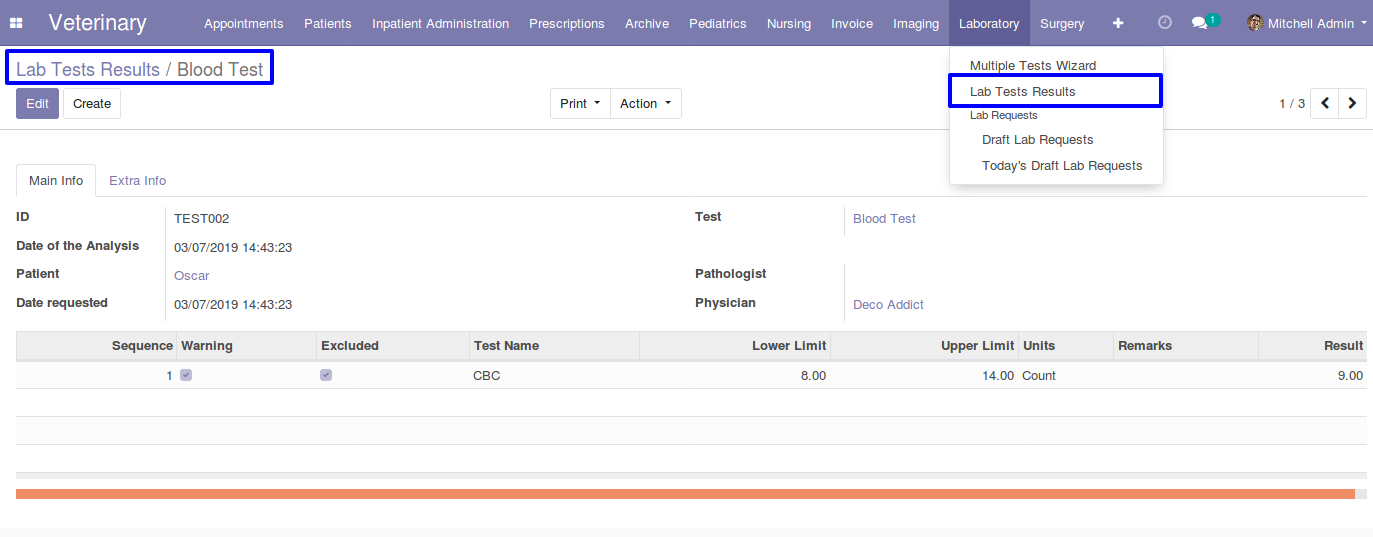 Veterinary Appointments Patients Inpatient Administration Prescriptions Archive Pediatrics Nursing Invoice Imaging Laboratory Surgery + 1 Mitchell Admin
Lab Tests Results / Blood Test
Multiple Tests Wizard
Lab Tests Results
Lab Requests
Draft Lab Requests
Today's Draft Lab Requests
Edit Create Print Action 1 / 3
Main Info Extra Info
ID TEST002 Test Blood Test
Date of the Analysis 03/07/2019 14:43:23
Patient Oscar Pathologist
Date requested 03/07/2019 14:43:23 Physician Deco Addict
Sequence Warning Excluded Test Name Lower Limit Upper Limit Units Remarks Result
1 CBC 8.00 14.00 Count 9.00